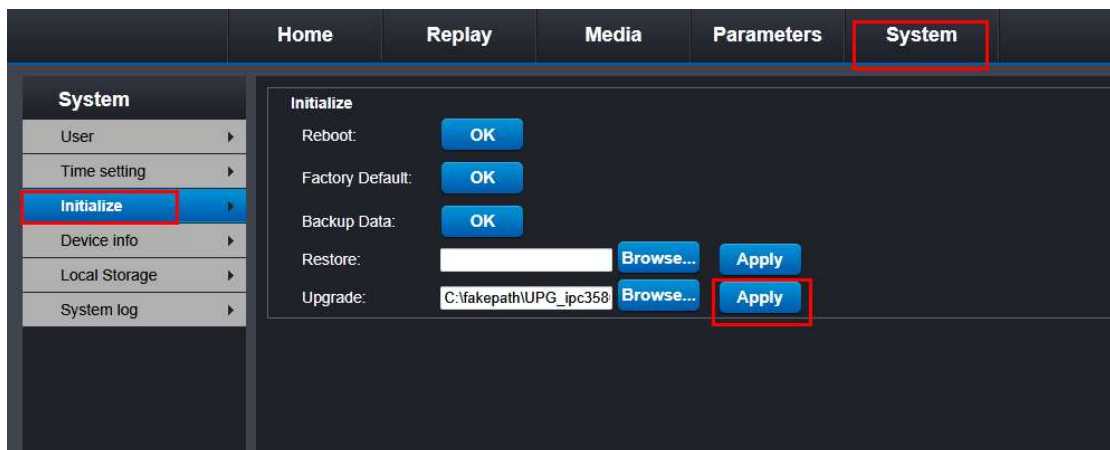 Home Replay Media Parameters System
System
User
Time setting
Initialize
Device info
Local Storage
System log
Initialize
Reboot: OK
Factory Default: OK
Backup Data: OK
Restore: Browse... Apply
Upgrade: C:\fakepath\UPG_ipc358 Browse... Apply